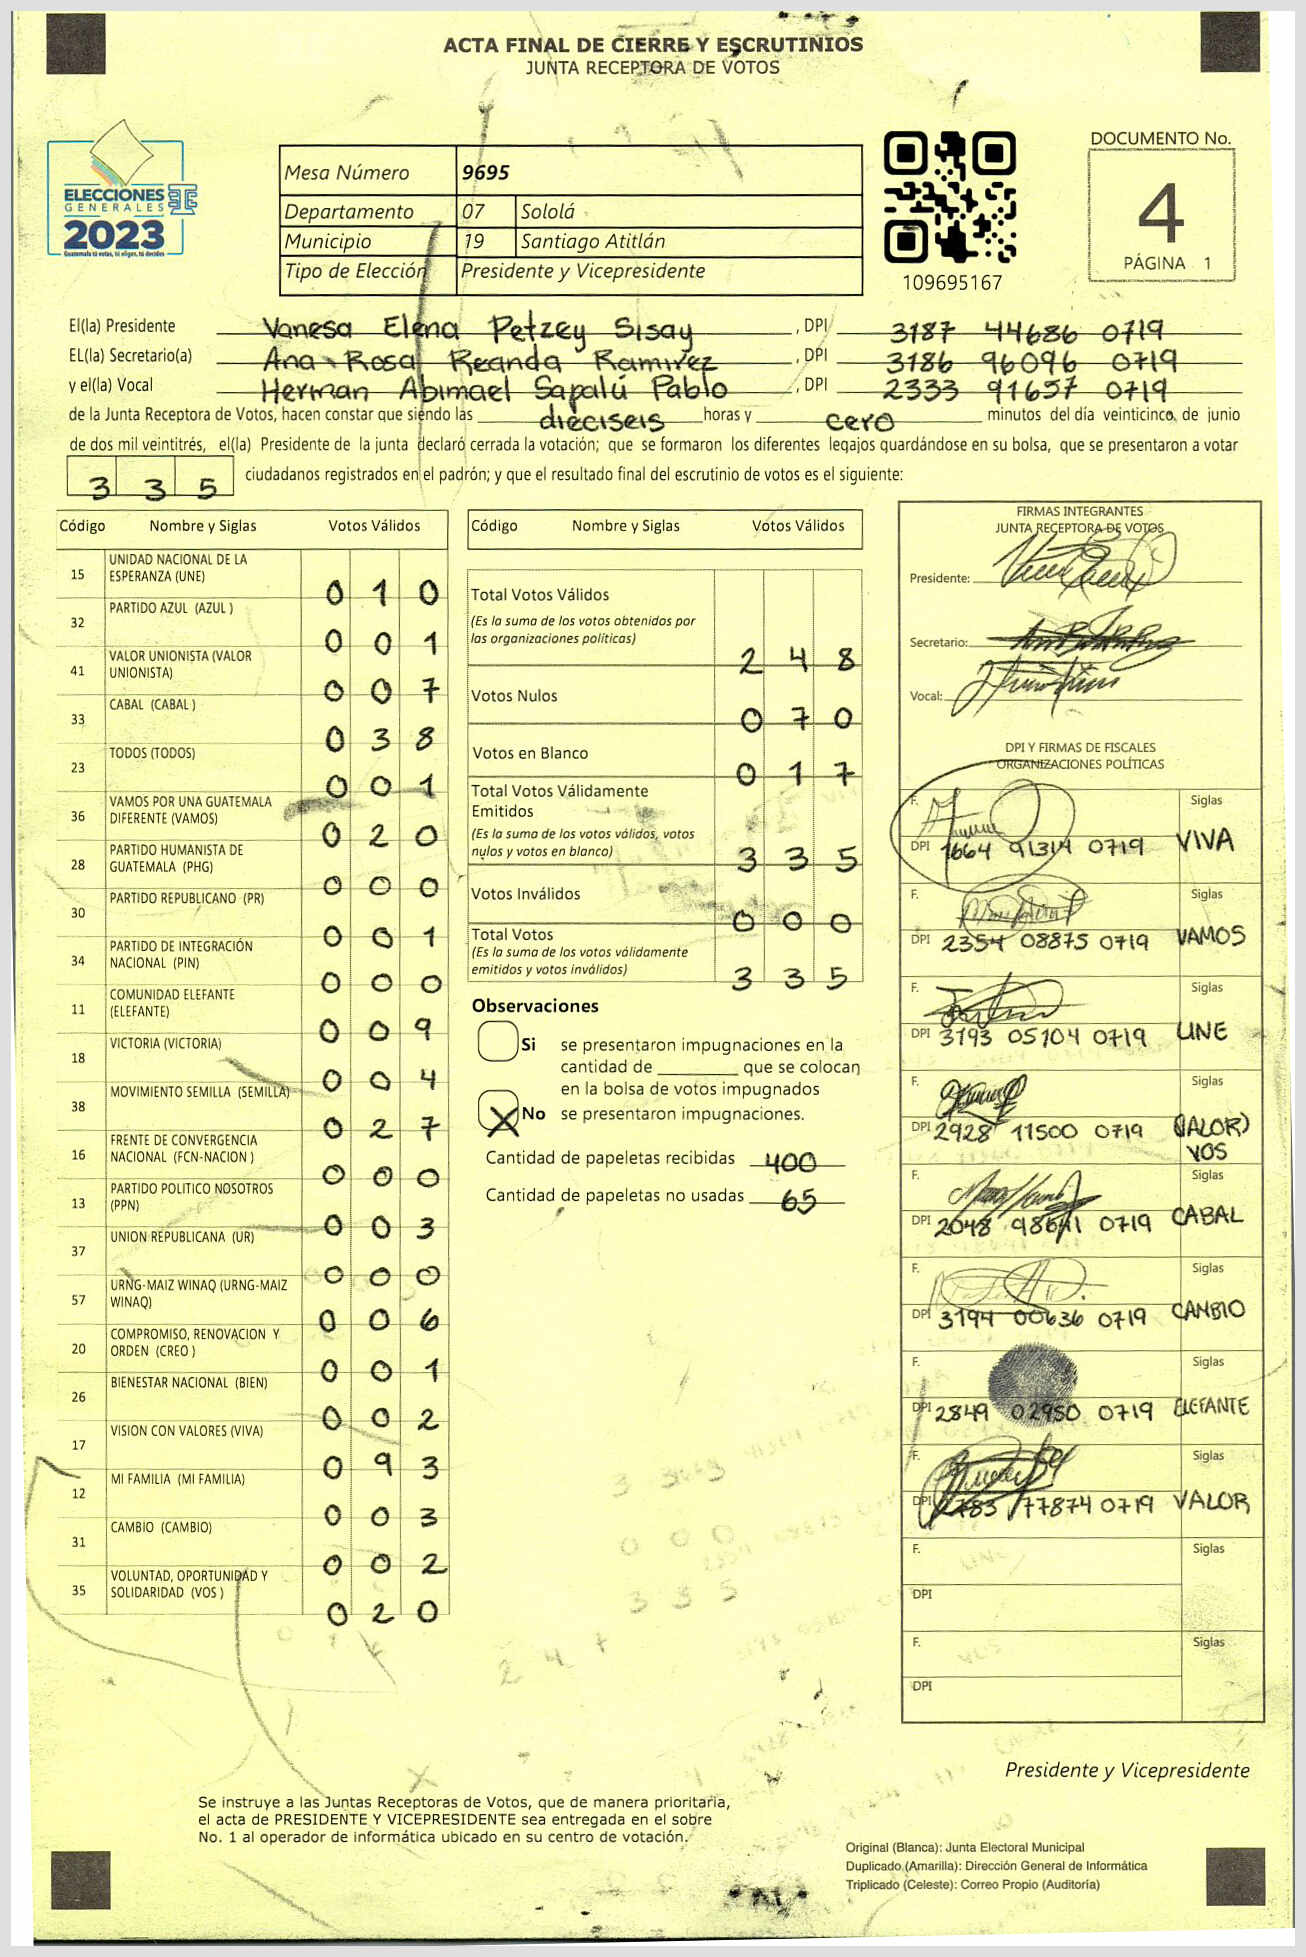 ACTA FINAL DE CIERRE Y ESCRUTINIOS
JUNTA RECEPTORA DE VOTOS
ELECCIONES
GENERALES
2023
Guatemala tú votas, tú eliges, tú decides
Mesa Número 9695
Departamento 07 Sololá
Municipio 19 Santiago Atitlán
Tipo de Elección Presidente y Vicepresidente
109695167
DOCUMENTO No.
4
PÁGINA 1
El(la) Presidente Vanesa Elena Petzey Sisay , DPI 3187 44686 0719
EL(la) Secretario(a) Ana Rosa Reanda Ramirez , DPI 3186 96096 0719
y el(la) Vocal Herman Abimael Sapalú Pablo , DPI 2333 91657 0719
de la Junta Receptora de Votos, hacen constar que siendo las dieciseis horas y cero minutos del día veinticinco de junio
de dos mil veintitrés, el(la) Presidente de la junta declaró cerrada la votación; que se formaron los diferentes legajos quardándose en su bolsa, que se presentaron a votar
3 3 5 ciudadanos registrados en el padrón; y que el resultado final del escrutinio de votos es el siguiente:
Código Nombre y Siglas Votos Válidos
15 UNIDAD NACIONAL DE LA
ESPERANZA (UNE) 0 1 0
32 PARTIDO AZUL (AZUL ) 0 0 1
41 VALOR UNIONISTA (VALOR
UNIONISTA) 0 0 7
33 CABAL (CABAL ) 0 3 8
23 TODOS (TODOS) 0 0 1
36 VAMOS POR UNA GUATEMALA
DIFERENTE (VAMOS) 0 2 0
28 PARTIDO HUMANISTA DE
GUATEMALA (PHG) 0 0 0
30 PARTIDO REPUBLICANO (PR) 0 0 1
34 PARTIDO DE INTEGRACIÓN
NACIONAL (PIN) 0 0 0
11 COMUNIDAD ELEFANTE
(ELEFANTE) 0 0 9
18 VICTORIA (VICTORIA) 0 0 4
38 MOVIMIENTO SEMILLA (SEMILLA) 0 2 7
16 FRENTE DE CONVERGENCIA
NACIONAL (FCN-NACION ) 0 0 0
13 PARTIDO POLITICO NOSOTROS
(PPN) 0 0 3
37 UNION REPUBLICANA (UR) 0 0 0
57 URNG-MAIZ WINAQ (URNG-MAIZ
WINAQ) 0 0 6
20 COMPROMISO, RENOVACION Y
ORDEN (CREO ) 0 0 1
26 BIENESTAR NACIONAL (BIEN) 0 0 2
17 VISION CON VALORES (VIVA) 0 9 3
12 MI FAMILIA (MI FAMILIA) 0 0 3
31 CAMBIO (CAMBIO) 0 0 2
35 VOLUNTAD, OPORTUNIDAD Y
SOLIDARIDAD (VOS ) 0 2 0
Código Nombre y Siglas Votos Válidos
Total Votos Válidos
(Es la suma de los votos obtenidos por
las organizaciones políticas) 2 4 8
Votos Nulos 0 7 0
Votos en Blanco 0 1 7
Total Votos Válidamente
Emitidos
(Es la suma de los votos válidos, votos
nulos y votos en blanco) 3 3 5
Votos Inválidos 0 0 0
Total Votos
(Es la suma de los votos válidamente
emitidos y votos inválidos) 3 3 5
Observaciones
Si se presentaron impugnaciones en la
cantidad de ________ que se colocan
en la bolsa de votos impugnados
X No se presentaron impugnaciones.
Cantidad de papeletas recibidas 400
Cantidad de papeletas no usadas 65
FIRMAS INTEGRANTES
JUNTA RECEPTORA DE VOTOS
Presidente:
Secretario:
Vocal:
DPI Y FIRMAS DE FISCALES
ORGANIZACIONES POLÍTICAS
F. Siglas
DPI 1664 91314 0719 VIVA
F. Siglas
DPI 2354 08875 0719 VAMOS
F. Siglas
DPI 3193 05104 0719 UNE
F. Siglas
DPI 2928 11500 0719 (VALOR)
VOS
F. Siglas
DPI 2048 0719 CABAL
F. Siglas
DPI 3194 00636 0719 CAMBIO
F. Siglas
DPI 2849 02950 0719 ELEFANTE
F. Siglas
DPI 2783 77874 0719 VALOR
F. Siglas
DPI
F. Siglas
DPI
Presidente y Vicepresidente
Se instruye a las Juntas Receptoras de Votos, que de manera prioritaria,
el acta de PRESIDENTE Y VICEPRESIDENTE sea entregada en el sobre
No. 1 al operador de informática ubicado en su centro de votación.
Original (Blanca): Junta Electoral Municipal
Duplicado (Amarilla): Dirección General de Informática
Triplicado (Celeste): Correo Propio (Auditoría)